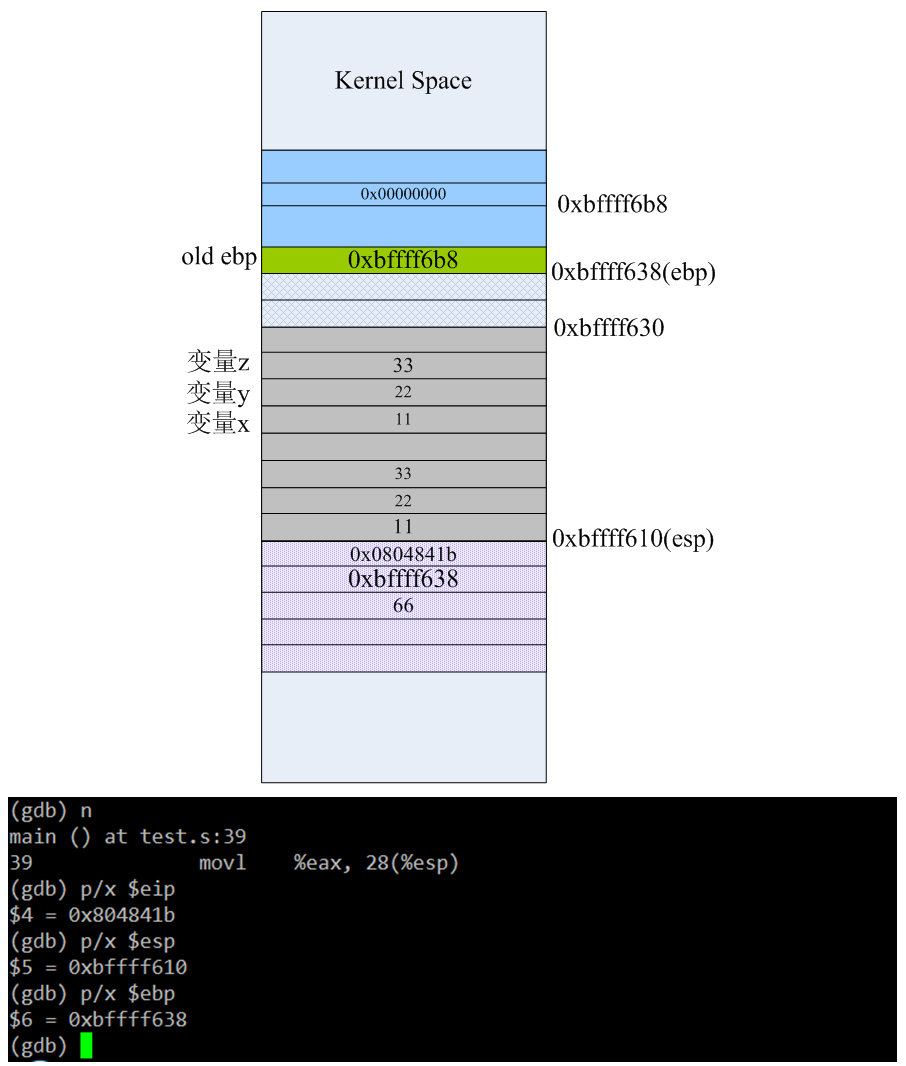 Kernel Space
0x00000000
0xbffff6b8
old ebp
0xbffff6b8
0xbffff638(ebp)
0xbffff630
变量z
33
变量y
22
变量x
11
33
22
11
0xbffff610(esp)
0x0804841b
0xbffff638
66
(gdb) n
main () at test.s:39
39 movl %eax, 28(%esp)
(gdb) p/x $eip
$4 = 0x804841b
(gdb) p/x $esp
$5 = 0xbffff610
(gdb) p/x $ebp
$6 = 0xbffff638
(gdb)